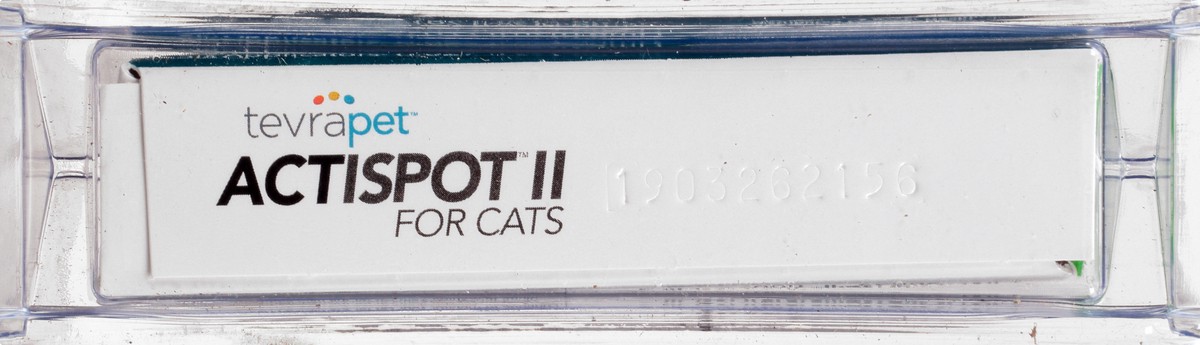 tevrapet™
ACTISPOT™ II
FOR CATS
1903262156